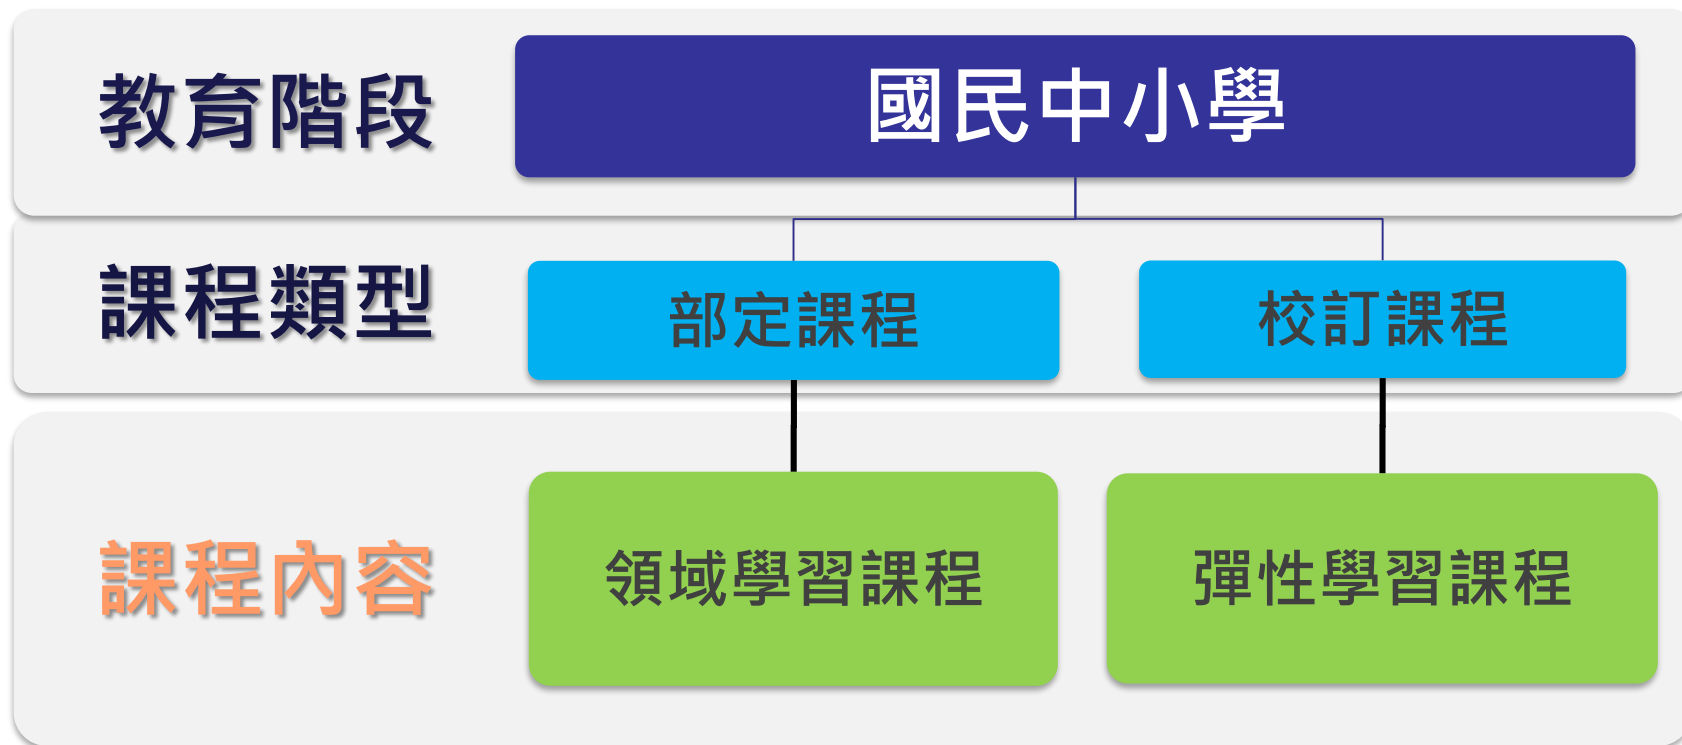 教育階段
國民中小學
課程類型
部定課程
校訂課程
課程內容
領域學習課程
彈性學習課程